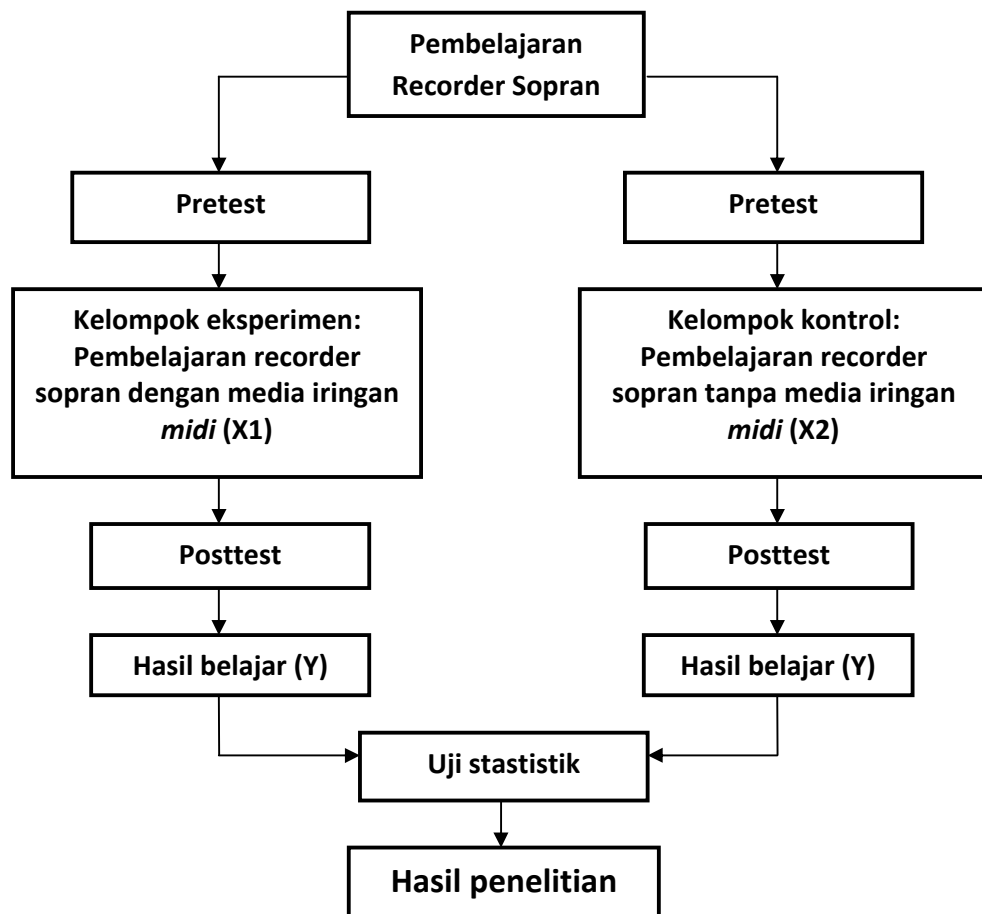 Pembelajaran
Recorder Sopran
Pretest
Pretest
Kelompok eksperimen:
Pembelajaran recorder
sopran dengan media iringan
midi (X1)
Kelompok kontrol:
Pembelajaran recorder
sopran tanpa media iringan
midi (X2)
Posttest
Posttest
Hasil belajar (Y)
Hasil belajar (Y)
Uji stastistik
Hasil penelitian